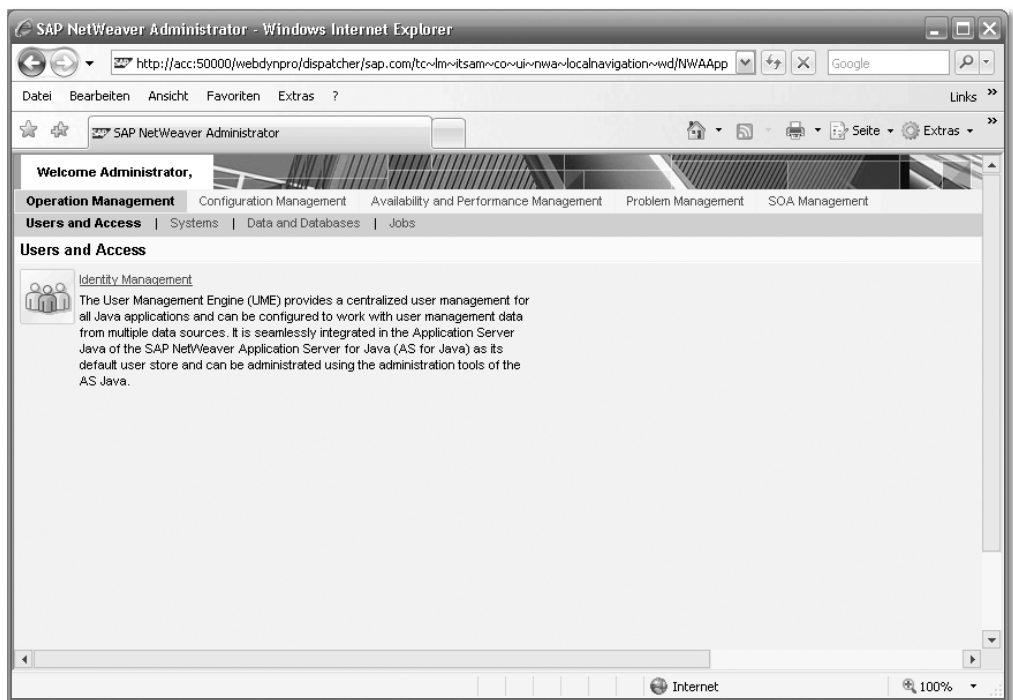 SAP NetWeaver Administrator - Windows Internet Explorer
http://acc:50000/webdynpro/dispatcher/sap.com/tc~lm~itsam~co~ui~nwa~localnavigation~wd/NWAApp
Google
Datei Bearbeiten Ansicht Favoriten Extras ?
Links »
SAP NetWeaver Administrator
Seite Extras »
Welcome Administrator,
Operation Management Configuration Management Availability and Performance Management Problem Management SOA Management
Users and Access | Systems | Data and Databases | Jobs
Users and Access
Identity Management
The User Management Engine (UME) provides a centralized user management for
all Java applications and can be configured to work with user management data
from multiple data sources. It is seamlessly integrated in the Application Server
Java of the SAP NetWeaver Application Server for Java (AS for Java) as its
default user store and can be administrated using the administration tools of the
AS Java.
Internet
100%